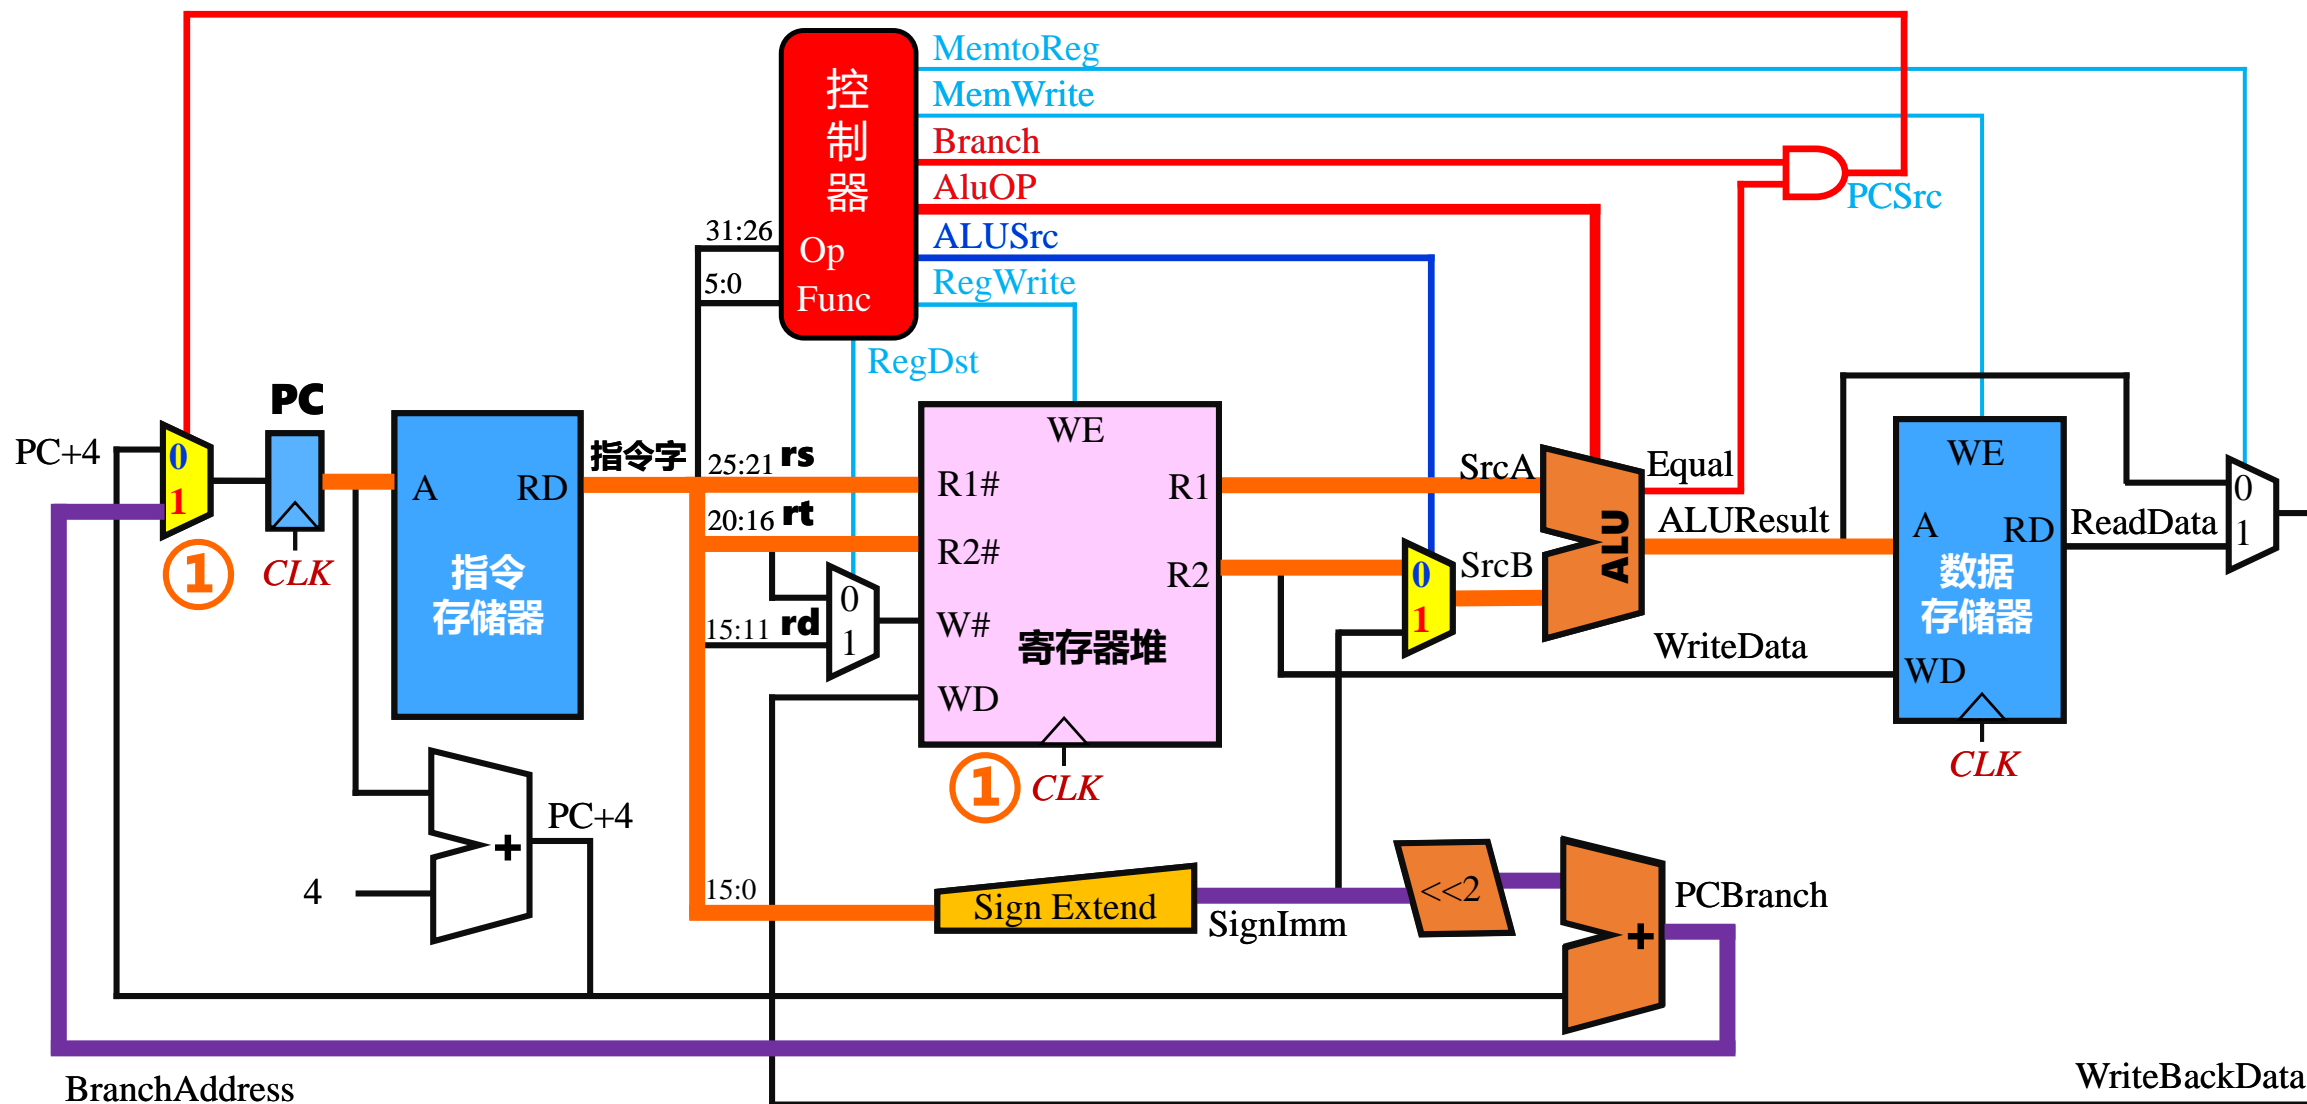 MemtoReg
MemWrite
Branch
AluOP
ALUSrc
RegWrite
RegDst
PCSrc
控制器
Op
Func
31:26
5:0
PC
PC+4
0
1
①
CLK
A
RD
指令存储器
指令字
25:21 rs
20:16 rt
15:11 rd
0
1
WE
R1#
R2#
W#
WD
R1
R2
寄存器堆
①
CLK
0
1
SrcA
SrcB
ALU
Equal
ALUResult
WriteData
WE
A
RD
数据存储器
WD
CLK
ReadData
0
1
4
+
PC+4
15:0
Sign Extend
SignImm
<<2
+
PCBranch
BranchAddress
WriteBackData